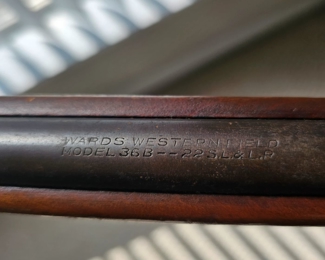 WARDS WESTERN FIELD
MODEL 36B--22 S L & L.R